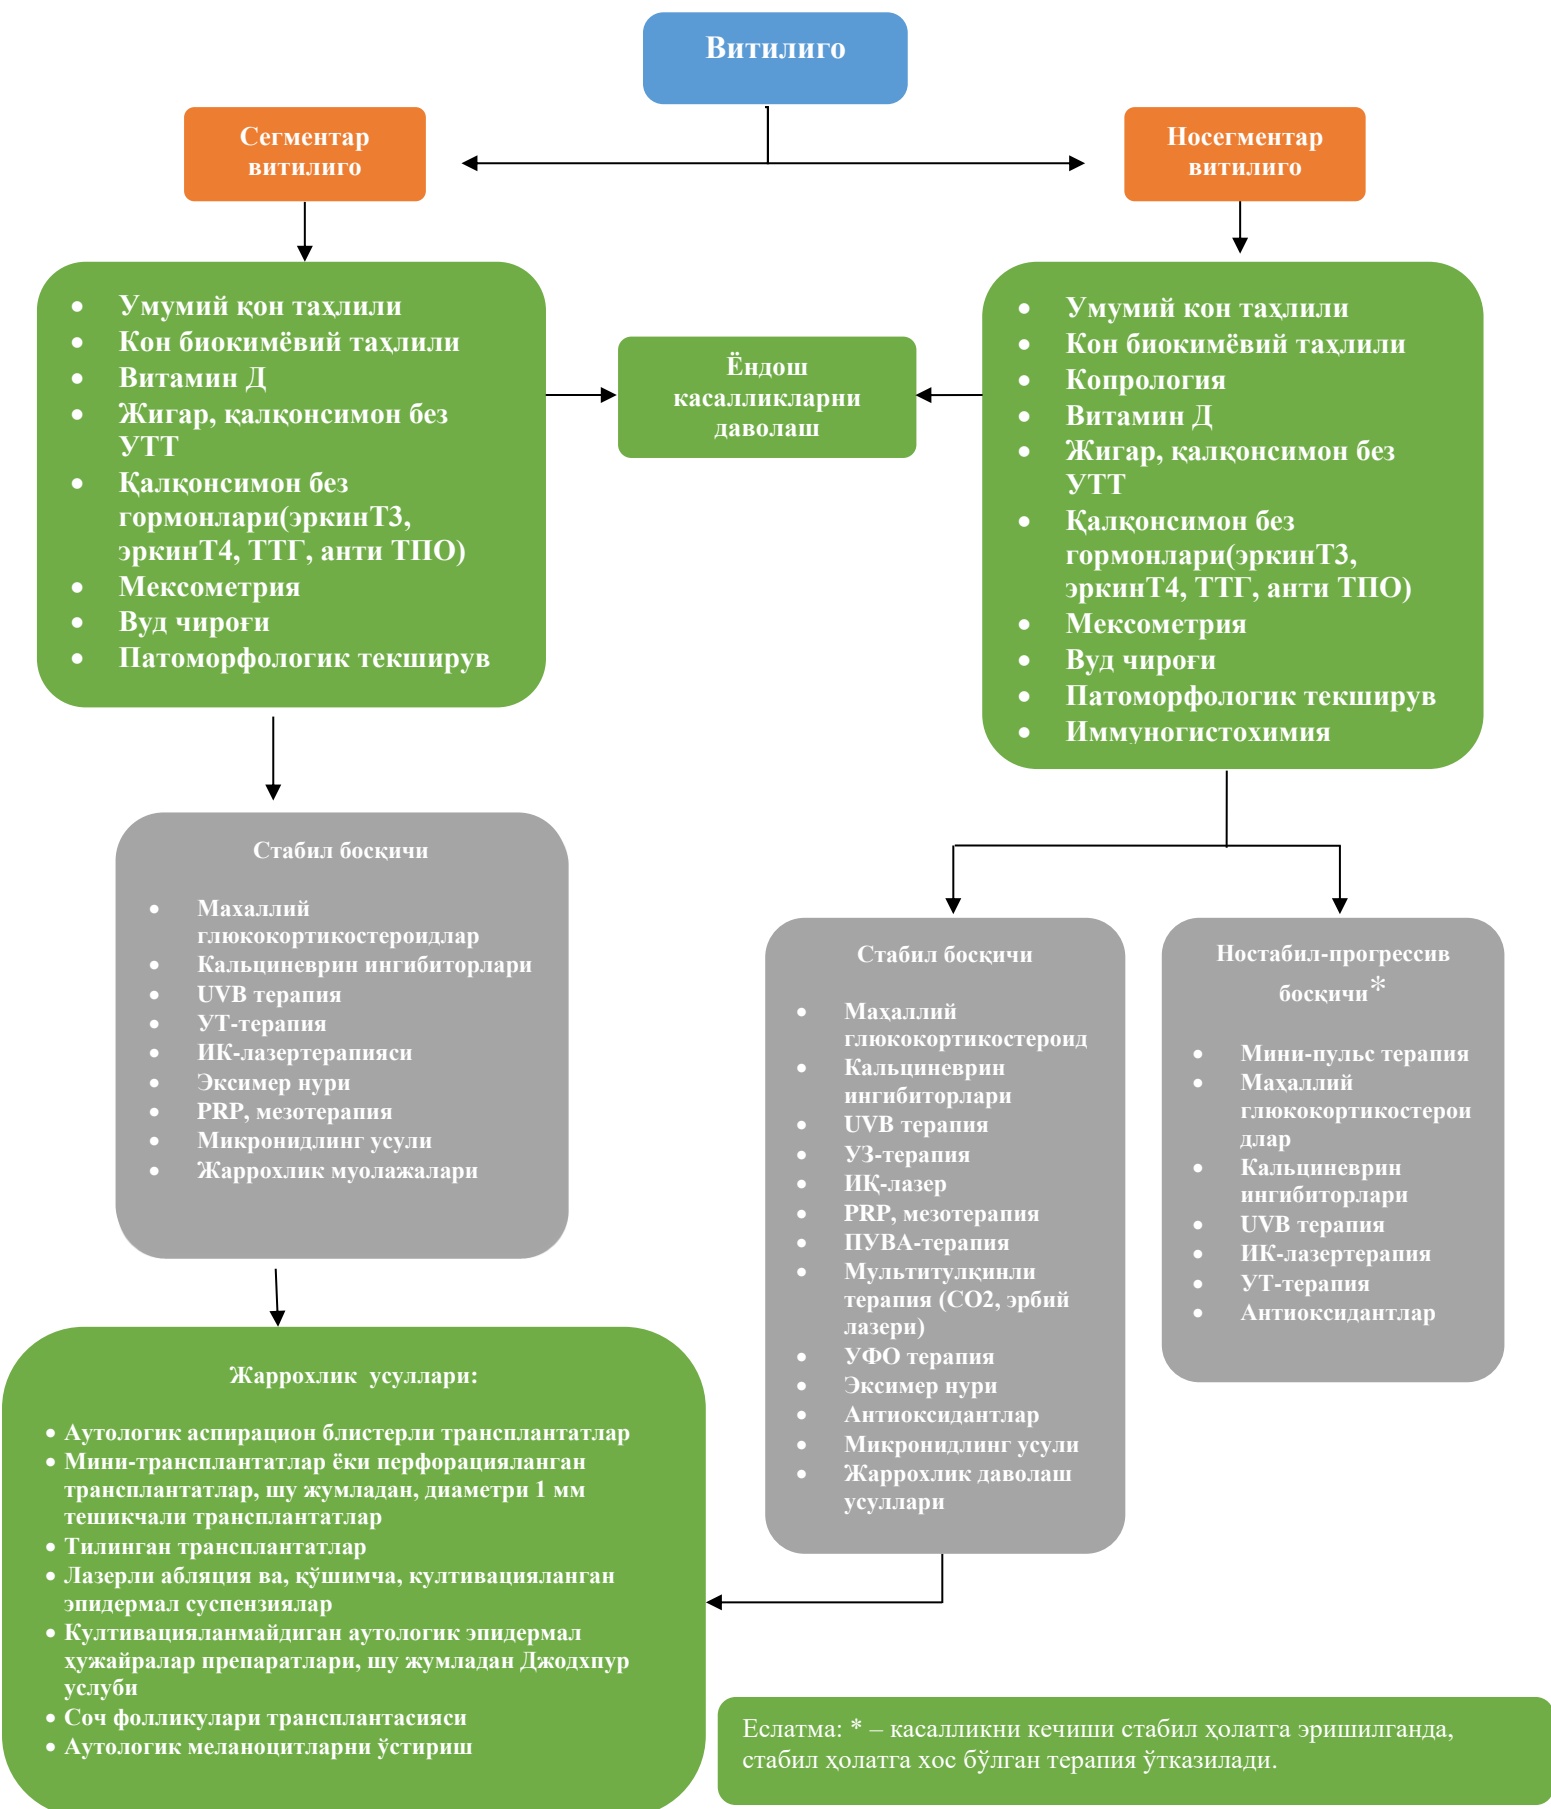 Витилиго
Сегментар
витилиго
Носегментар
витилиго
• Умумий қон таҳлили
• Кон биокимёвий таҳлили
• Витамин Д
• Жигар, қалқонсимон без
УТТ
• Қалқонсимон без
гормонлари(эркинТ3,
эркинТ4, ТТГ, анти ТПО)
• Мексометрия
• Вуд чироғи
• Патоморфологик текширув
Ёндош
касалликларни
даволаш
• Умумий кон таҳлили
• Кон биокимёвий таҳлили
• Копрология
• Витамин Д
• Жигар, қалқонсимон без
УТТ
• Қалқонсимон без
гормонлари(эркинТ3,
эркинТ4, ТТГ, анти ТПО)
• Мексометрия
• Вуд чироғи
• Патоморфологик текширув
• Иммуногистохимия
Стабил босқичи
• Махаллий
глюкокортикостероидлар
• Кальциневрин ингибиторлари
• UVB терапия
• УТ-терапия
• ИК-лазертерапияси
• Эксимер нури
• PRP, мезотерапия
• Микронидлинг усули
• Жаррохлик муолажалари
Стабил босқичи
• Маҳаллий
глюкокортикостероид
• Кальциневрин
ингибиторлари
• UVB терапия
• УЗ-терапия
• ИҚ-лазер
• PRP, мезотерапия
• ПУВА-терапия
• Мультитулқинли
терапия (СО2, эрбий
лазери)
• УФО терапия
• Эксимер нури
• Антиоксидантлар
• Микронидлинг усули
• Жаррохлик даволаш
усуллари
Ностабил-прогрессив
босқичи*
• Мини-пульс терапия
• Маҳаллий
глюкокортикостерои
длар
• Кальциневрин
ингибиторлари
• UVB терапия
• ИК-лазертерапия
• УТ-терапия
• Антиоксидантлар
Жаррохлик усуллари:
• Аутологик аспирацион блистерли трансплантатлар
• Мини-трансплантатлар ёки перфорацияланган
трансплантатлар, шу жумладан, диаметри 1 мм
тешикчали трансплантатлар
• Тилинган трансплантатлар
• Лазерли абляция ва, қўшимча, културацияланган
эпидермал суспензиялар
• Култивацияланмайдиган аутологик эпидермал
ҳужайралар препаратлари, шу жумладан Джодхпур
услуби
• Соч фолликулари трансплантасияси
• Аутологик меланоцитларни ўстириш
Еслатма: * – касалликни кечиши стабил ҳолатга эришилганда,
стабил ҳолатга хос бўлган терапия ўтказилади.